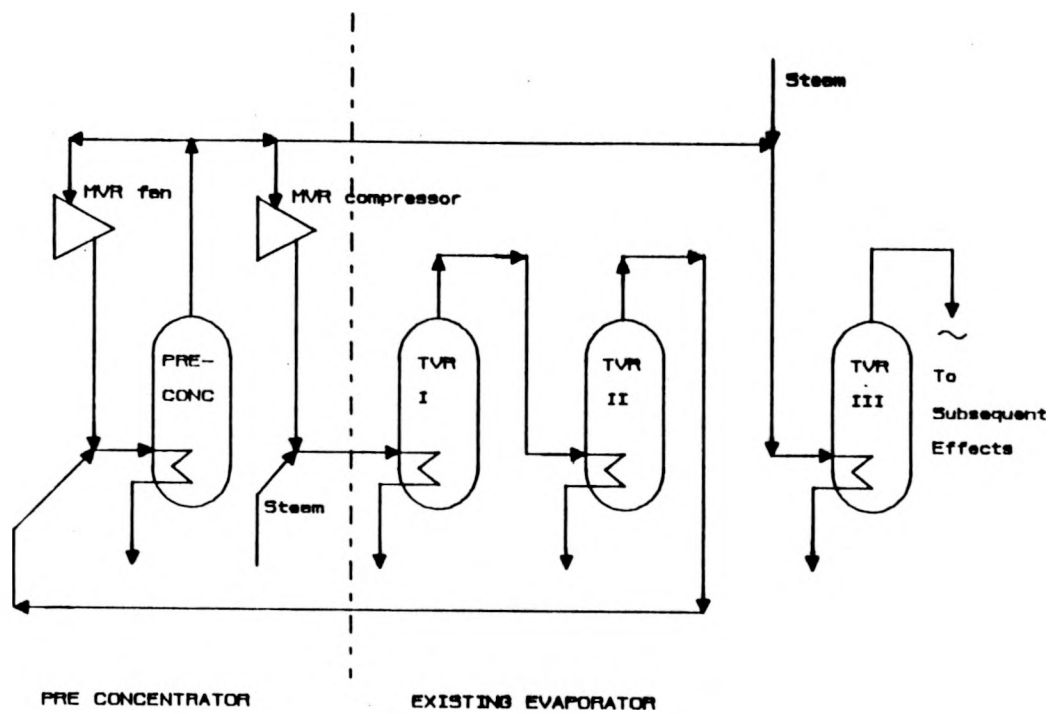 Steam
MVR fan
MVR compressor
PRE-
CONC
TVR
I
TVR
II
TVR
III
To
Subsequent
Effects
Steam
PRE CONCENTRATOR
EXISTING EVAPORATOR